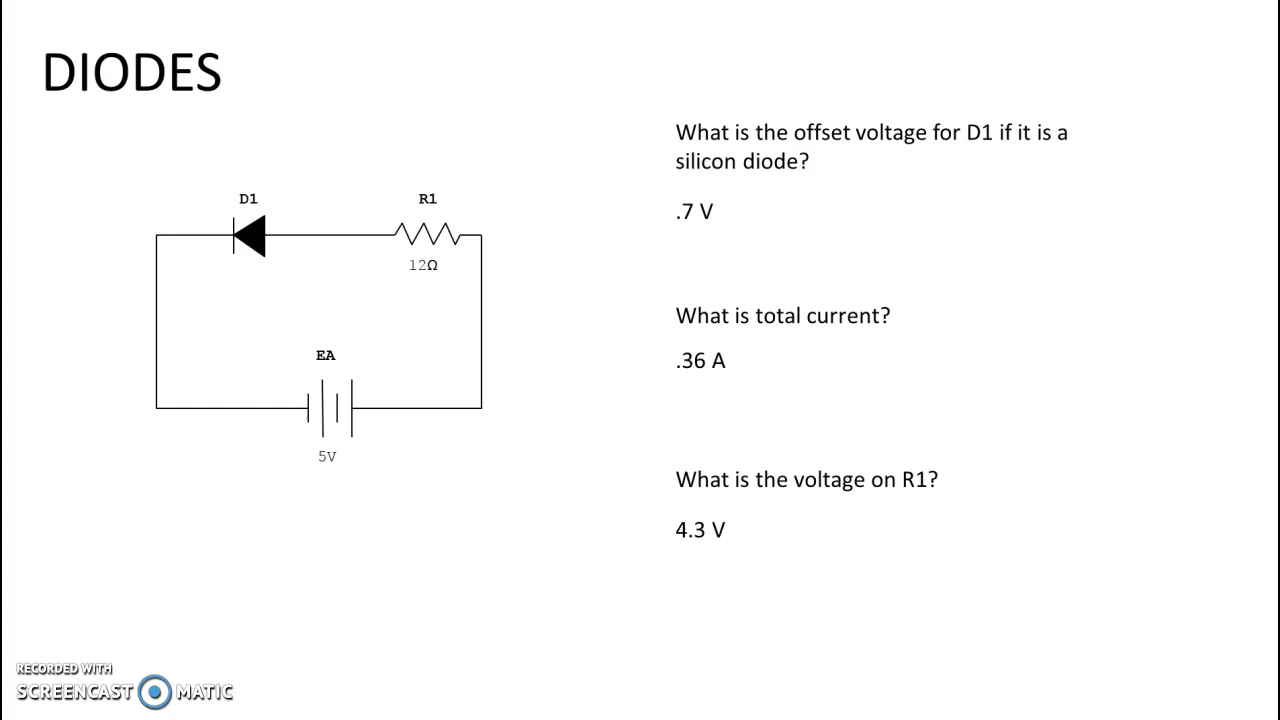 DIODES
What is the offset voltage for D1 if it is a
silicon diode?
.7 V
D1
R1
12Ω
What is total current?
.36 A
EA
5V
What is the voltage on R1?
4.3 V
RECORDED WITH
SCREENCAST MATIC